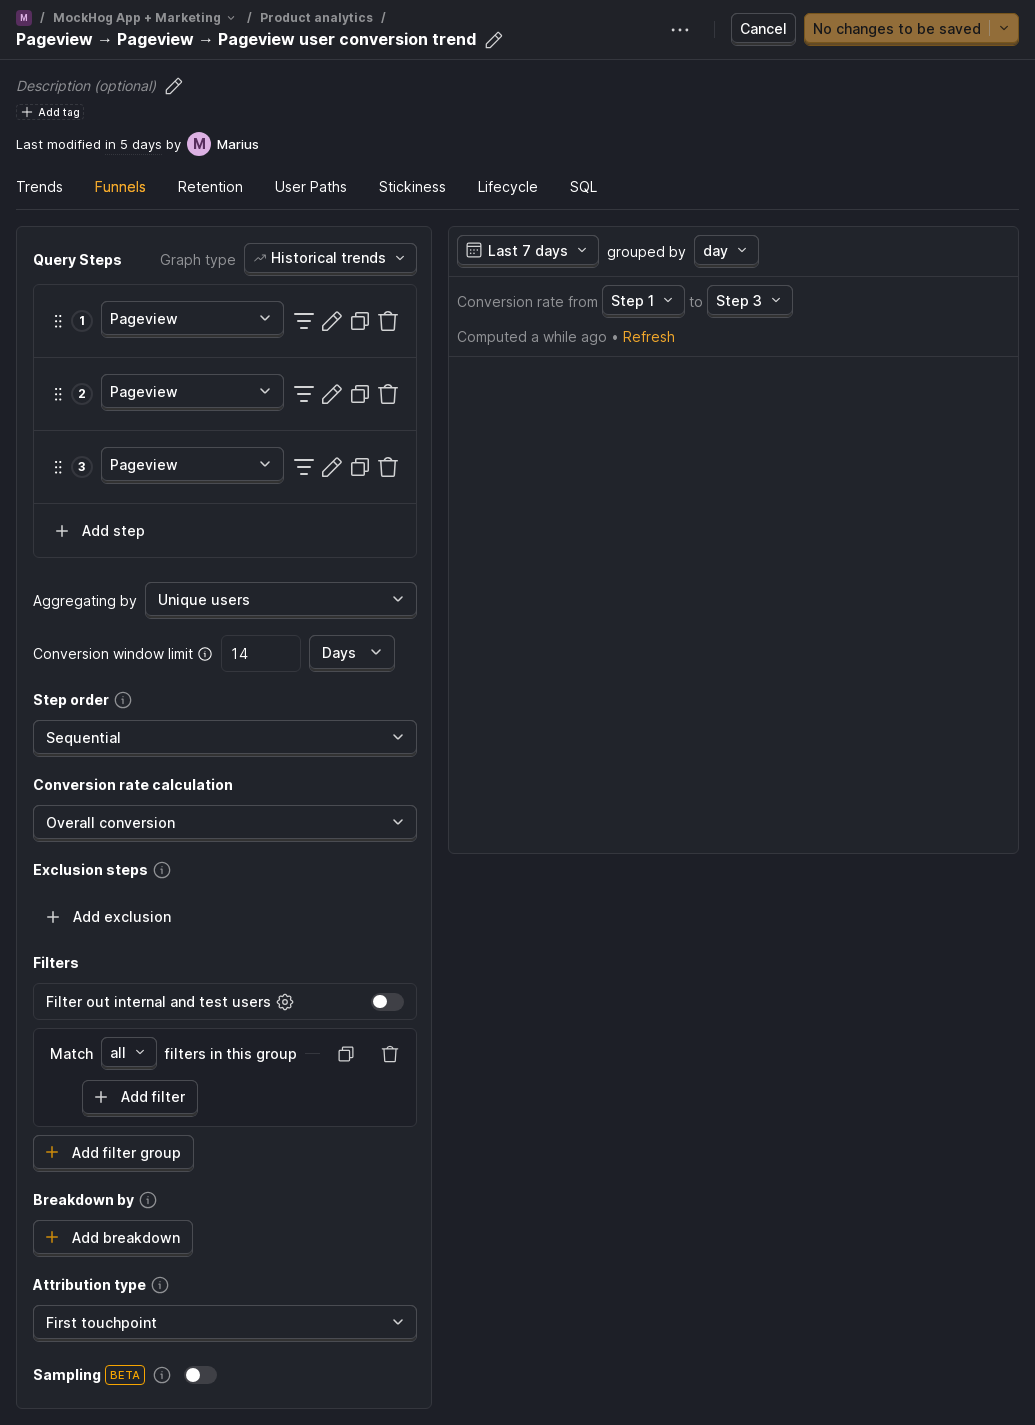 M / MockHog App + Marketing / Product analytics /
Pageview → Pageview → Pageview user conversion trend
Cancel
No changes to be saved
Description (optional)
Add tag
Last modified in 5 days by M Marius
Trends Funnels Retention User Paths Stickiness Lifecycle SQL
Query Steps Graph type Historical trends
1 Pageview
2 Pageview
3 Pageview
Add step
Aggregating by Unique users
Conversion window limit 14 Days
Step order
Sequential
Conversion rate calculation
Overall conversion
Exclusion steps
Add exclusion
Filters
Filter out internal and test users
Match all filters in this group
Add filter
Add filter group
Breakdown by
Add breakdown
Attribution type
First touchpoint
Sampling BETA
Last 7 days grouped by day
Conversion rate from Step 1 to Step 3
Computed a while ago • Refresh